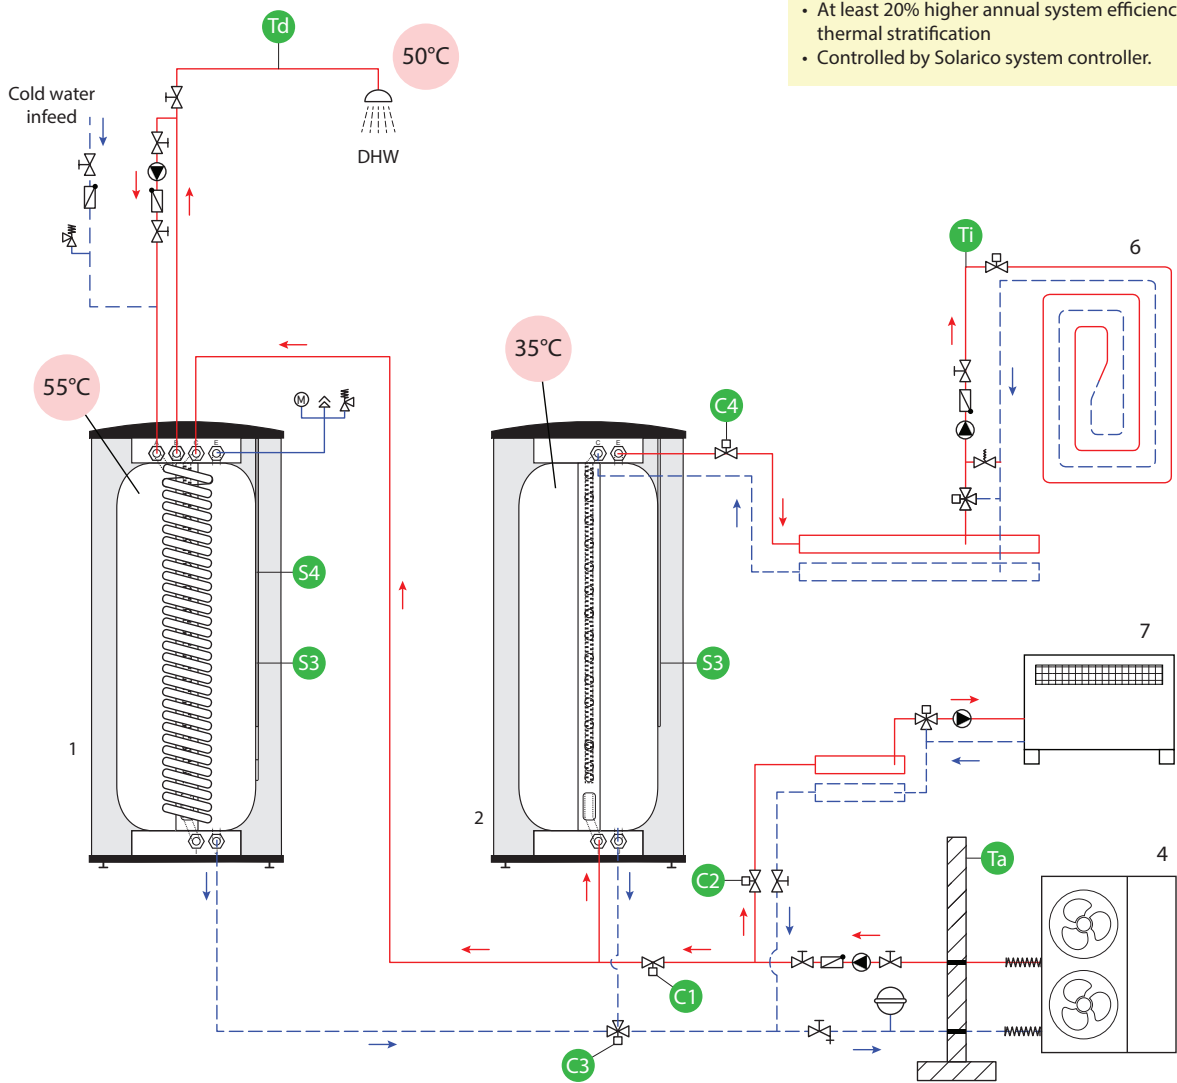 • At least 20% higher annual system efficienc
thermal stratification
• Controlled by Solarico system controller.
Td
50°C
Cold water
infeed
DHW
Ti
6
55°C
35°C
M
C4
A B C E
C E
S4
S3
S3
7
1
2
C2
Ta
4
C1
C3